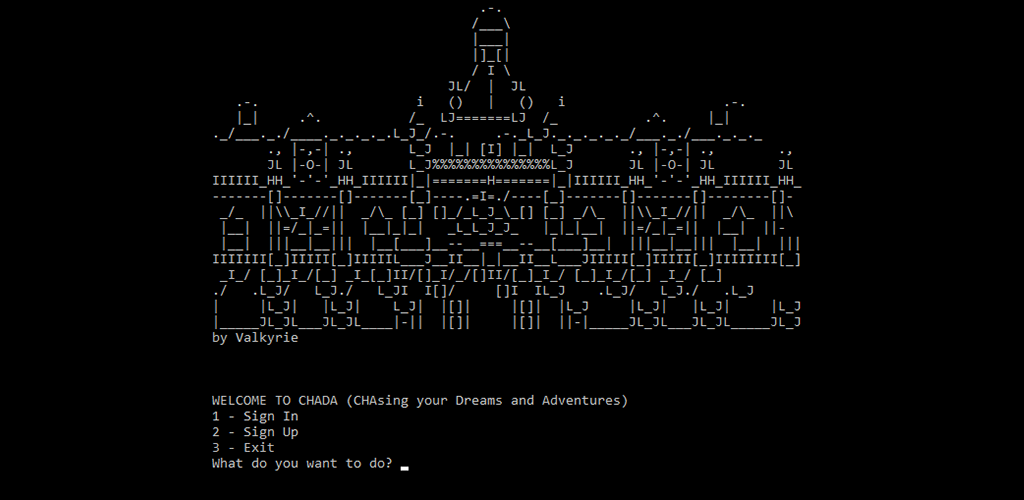 by Valkyrie
WELCOME TO CHADA (CHAsing your Dreams and Adventures)
1 - Sign In
2 - Sign Up
3 - Exit
What do you want to do?